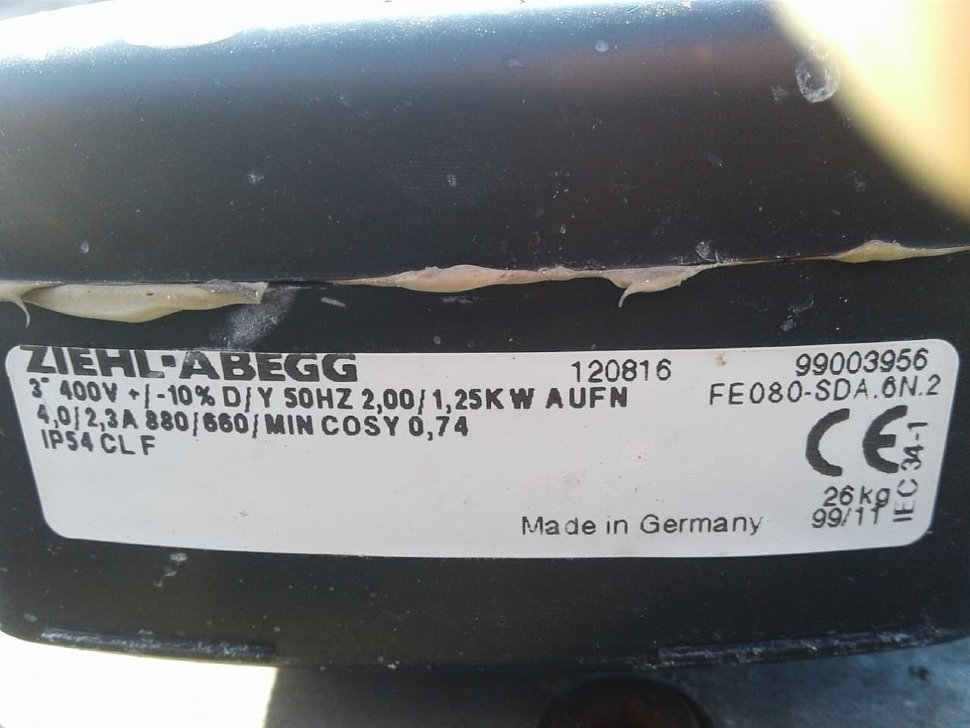 ZIEHL-ABEGG 120816 99003956
3~ 400V +/-10% D/Y 50HZ 2,00/1,25KW AUFN FE080-SDA.6N.2
4,0/2,3A 880/660/MIN COSY 0,74
IP54 CL F
CE
IEC 34-1
26 kg
Made in Germany 99/11